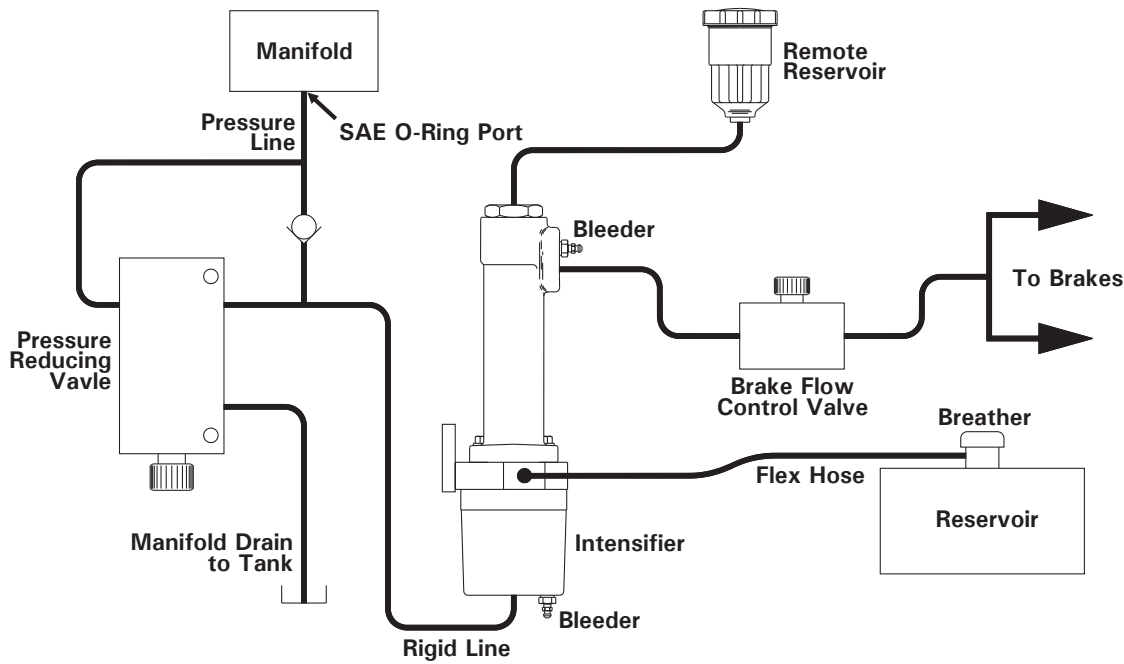 Manifold
Remote
Reservoir
Pressure
Line
SAE O-Ring Port
Bleeder
To Brakes
Pressure
Reducing
Vavle
Brake Flow
Control Valve
Breather
Flex Hose
Reservoir
Manifold Drain
to Tank
Intensifier
Bleeder
Rigid Line